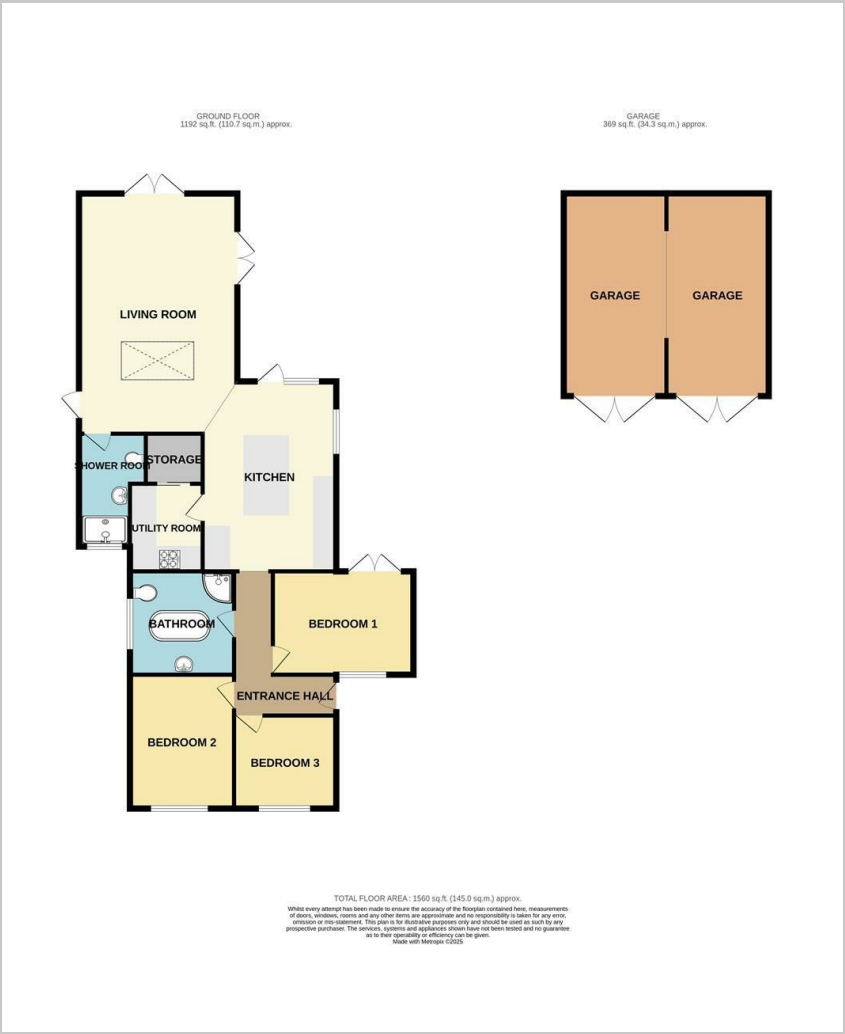 GROUND FLOOR
1192 sq.ft. (110.7 sq.m.) approx.
GARAGE
369 sq.ft. (34.3 sq.m.) approx.
LIVING ROOM
GARAGE
GARAGE
SHOWER ROOM
STORAGE
KITCHEN
UTILITY ROOM
BATHROOM
BEDROOM 1
ENTRANCE HALL
BEDROOM 2
BEDROOM 3
TOTAL FLOOR AREA : 1560 sq.ft. (145.0 sq.m.) approx.
Whilst every attempt has been made to ensure the accuracy of the floorplan contained here, measurements
of doors, windows, rooms and any other items are approximate and no responsibility is taken for any error,
omission or mis-statement. This plan is for illustrative purposes only and should be used as such by any
prospective purchaser. The services, systems and appliances shown have not been tested and no guarantee
as to their operability or efficiency can be given.
Made with Metropix ©2025